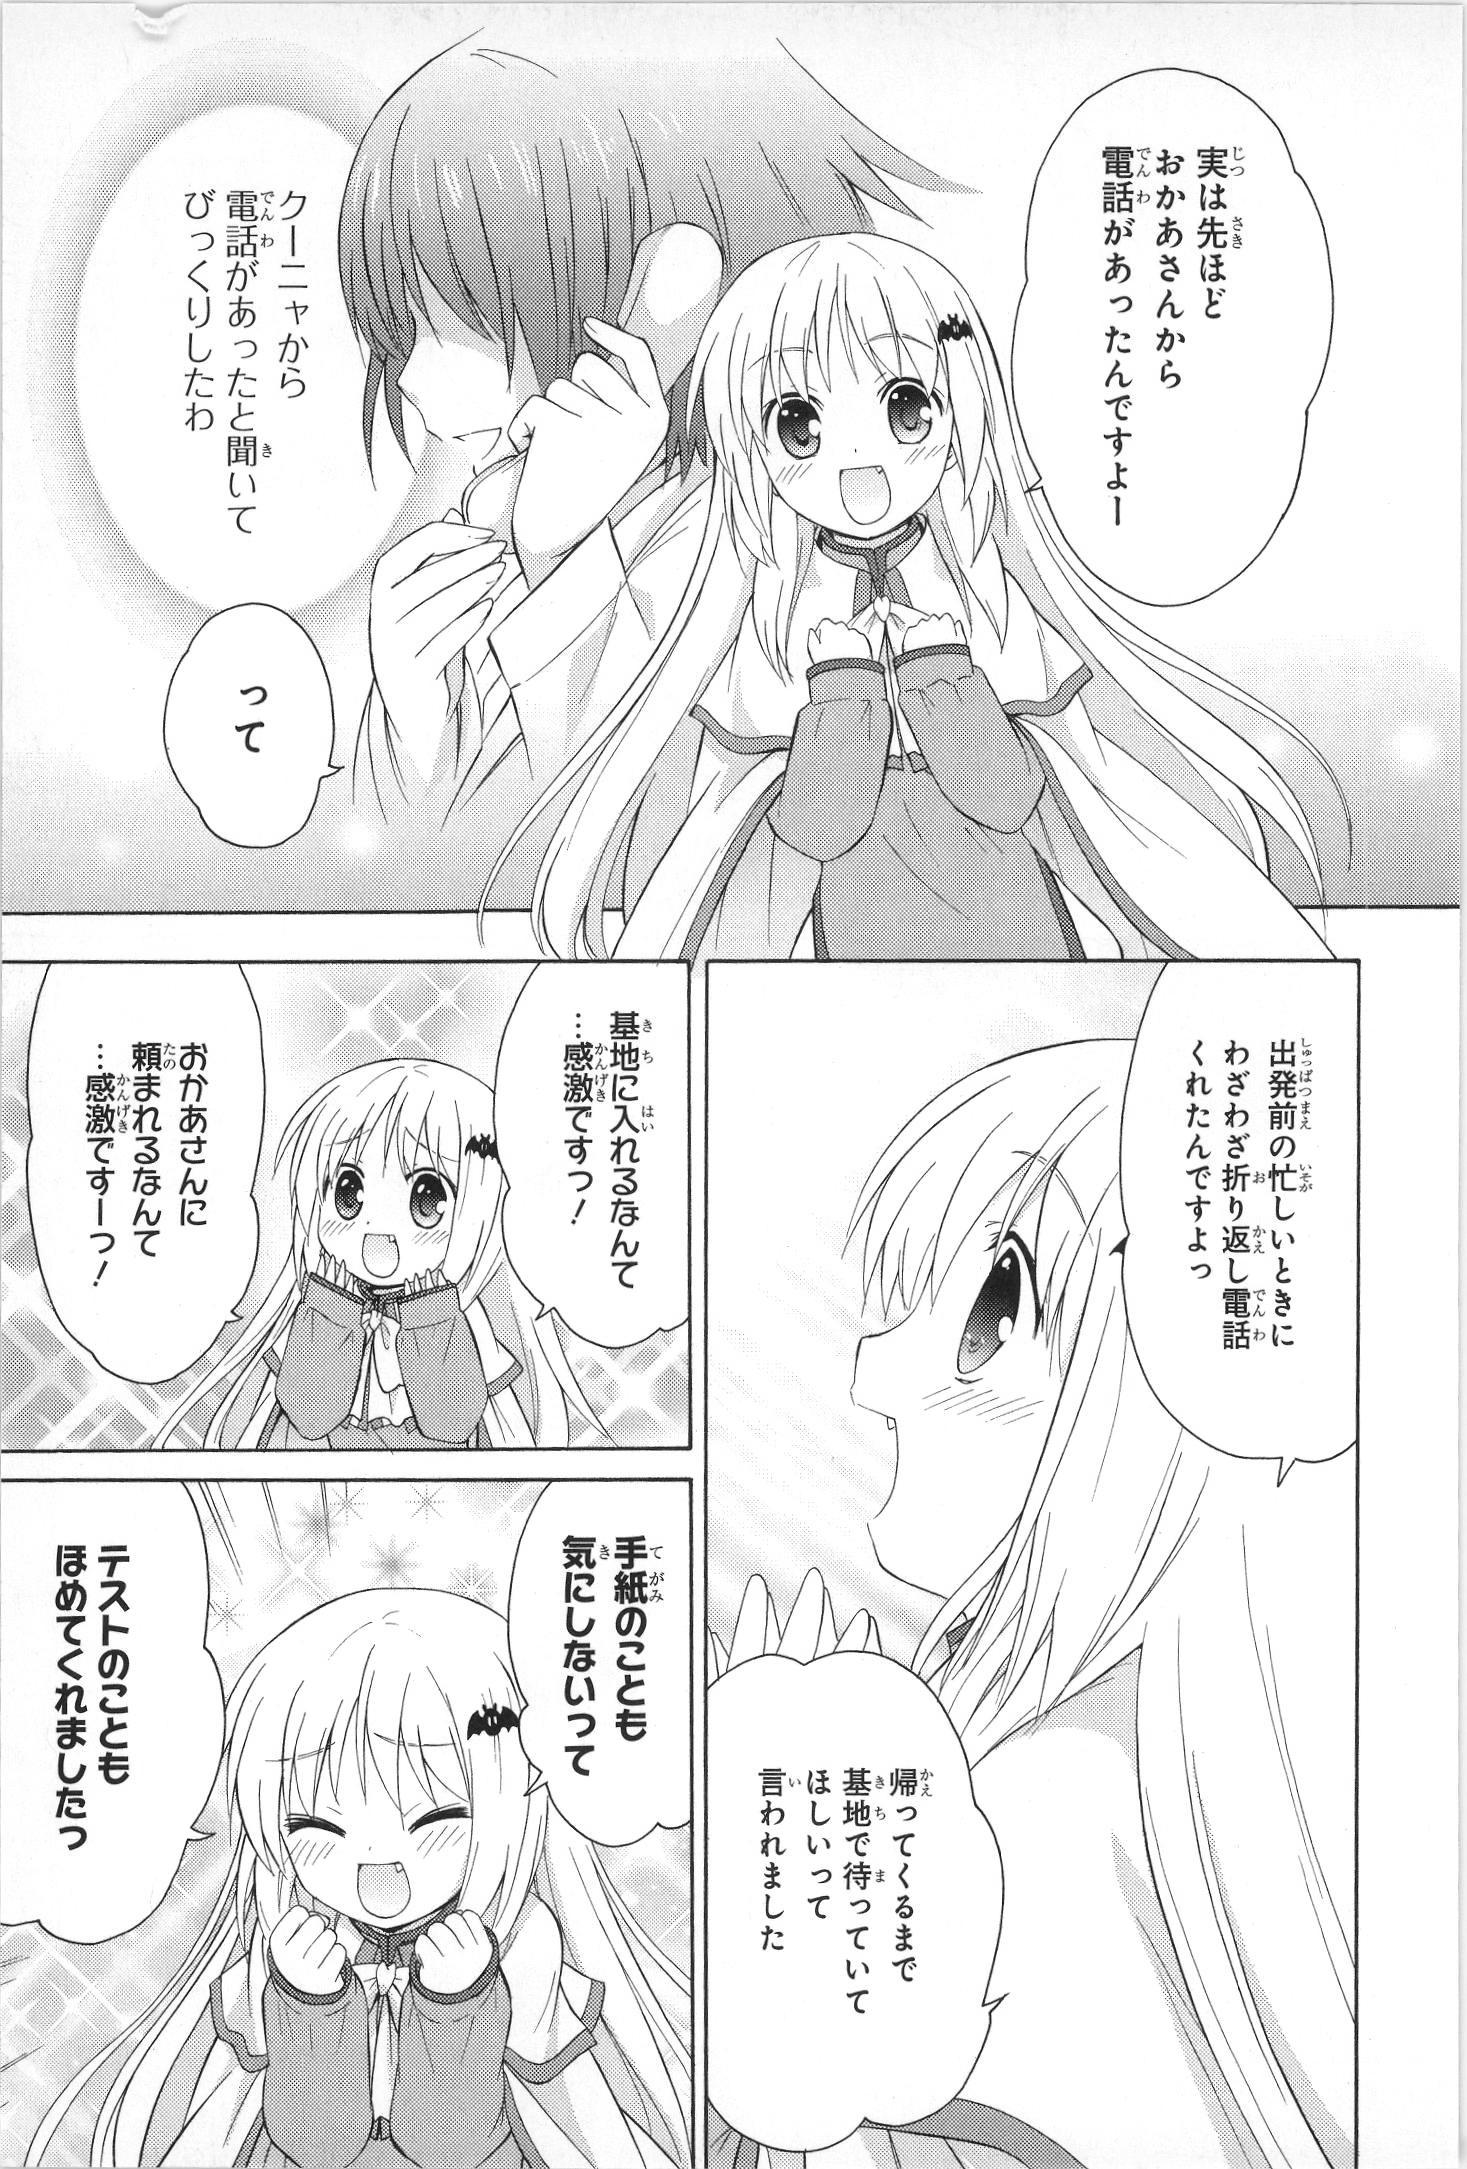 実は先ほど
おかあさんから
電話があったんですよー
クーニャから
電話があったと聞いて
びっくりしたわ
って
出発前の忙しいときに
わざわざ折り返し電話
くれたんですよっ
帰ってくるまで
基地で待っていて
ほしいって
言われました
基地に入れるなんて
…感激ですっ！
おかあさんに
頼まれるなんて
…感激ですーっ！
手紙のことも
気にしないって
テストのことも
ほめてくれましたっ